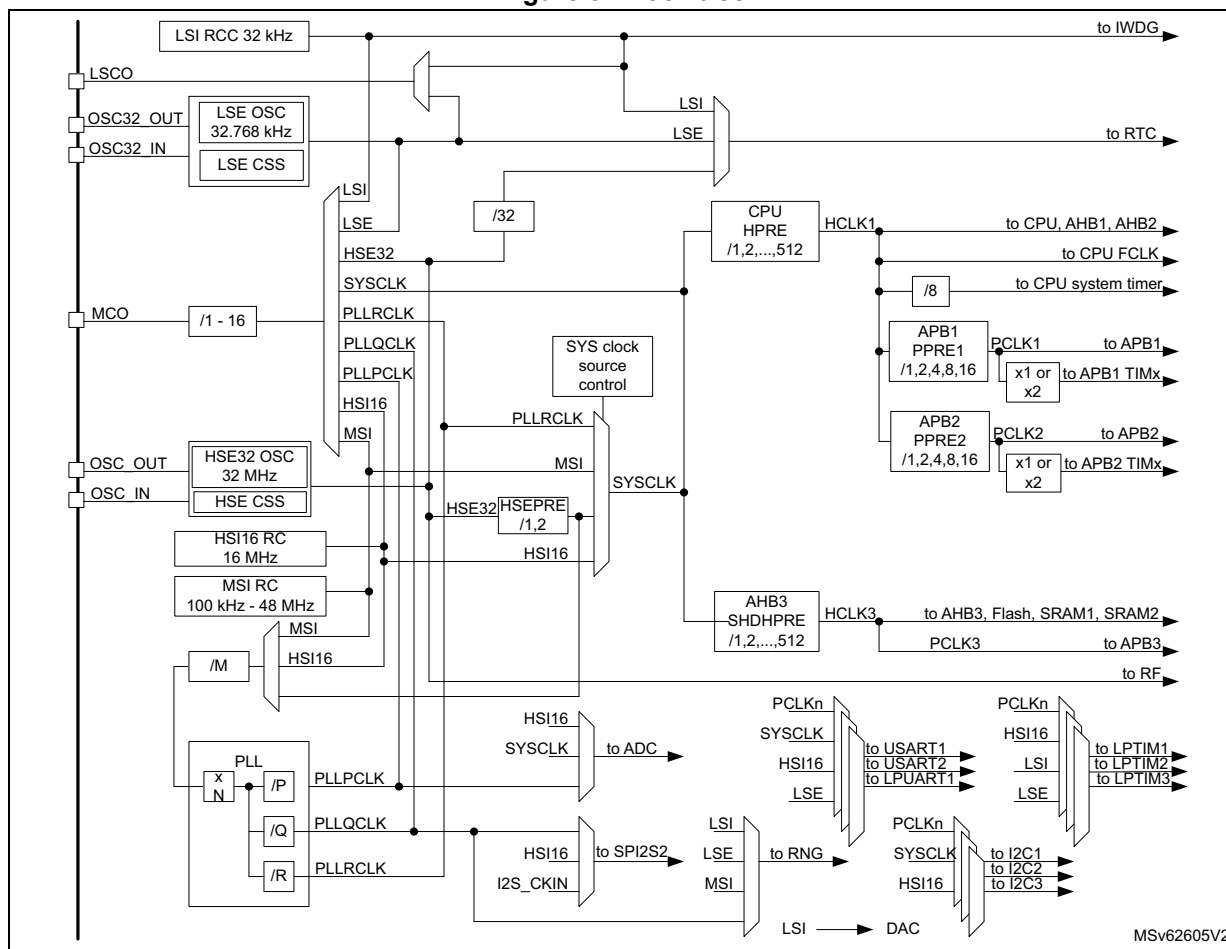 LSI RCC 32 kHz
to IWDG
LSCO
OSC32_OUT
LSE OSC
32.768 kHz
LSI
LSE
to RTC
OSC32_IN
LSE CSS
LSI
/32
CPU
HPRE
/1,2,...,512
HCLK1
to CPU, AHB1, AHB2
LSE
HSE32
to CPU FCLK
SYSCLK
/8
to CPU system timer
MCO
/1 - 16
PLLRCLK
PLLQCLK
PLLPCLK
HSI16
MSI
SYS clock
source
control
APB1
PPRE1
/1,2,4,8,16
PCLK1
to APB1
x1 or
x2
to APB1 TIMx
APB2
PPRE2
/1,2,4,8,16
PCLK2
to APB2
x1 or
x2
to APB2 TIMx
PLLRCLK
MSI
SYSCLK
OSC_OUT
HSE32 OSC
32 MHz
OSC_IN
HSE CSS
HSE32
HSEPRE
/1,2
HSI16 RC
16 MHz
HSI16
MSI RC
100 kHz - 48 MHz
AHB3
SHDHPRE
/1,2,...,512
HCLK3
to AHB3, Flash, SRAM1, SRAM2
PCLK3
to APB3
MSI
/M
HSI16
to RF
HSI16
SYSCLK
to ADC
PCLKn
SYSCLK
HSI16
LSE
to USART1
to USART2
to LPUART1
PCLKn
HSI16
LSI
LSE
to LPTIM1
to LPTIM2
to LPTIM3
PLL
x
N
/P
PLLPCLK
/Q
PLLQCLK
/R
PLLRCLK
HSI16
I2S_CKIN
to SPI2S2
LSI
LSE
MSI
to RNG
PCLKn
SYSCLK
HSI16
to I2C1
to I2C2
to I2C3
LSI
DAC
MSv62605V2